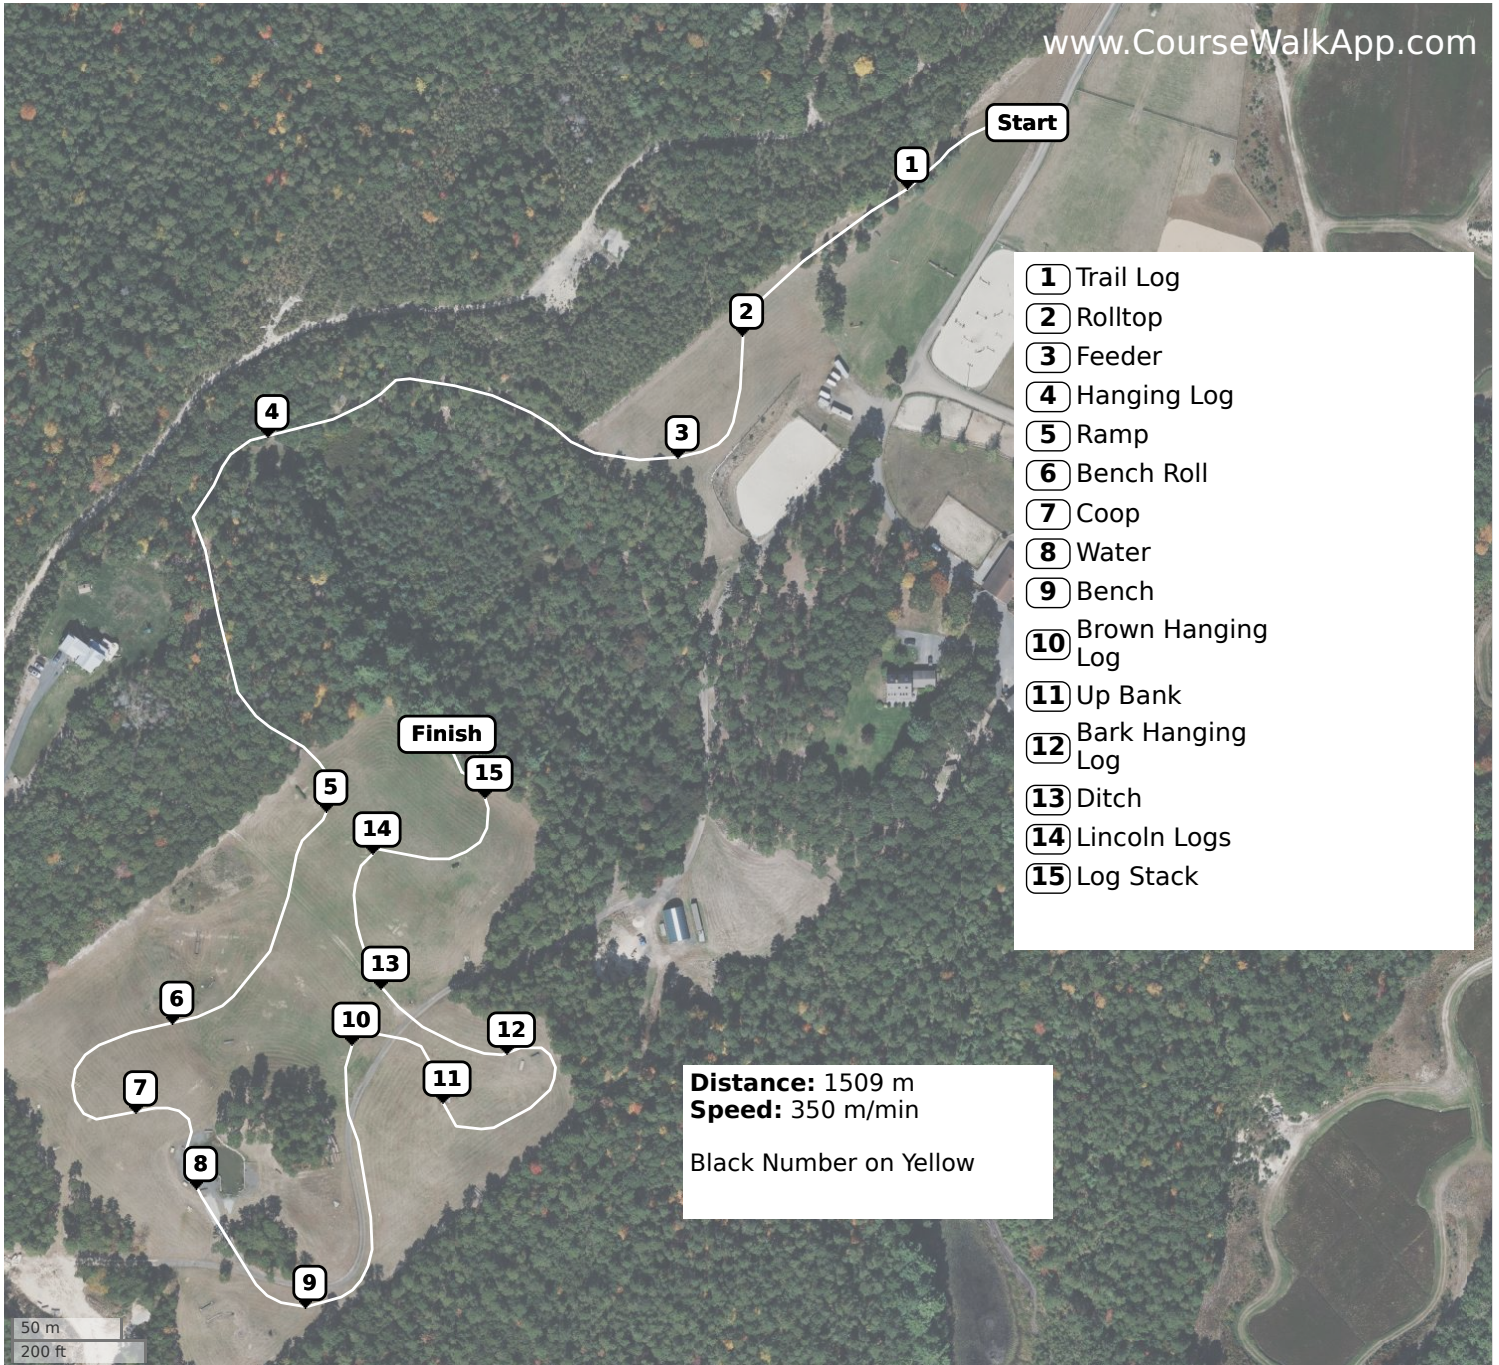 www.CourseWalkApp.com
Start
1
2
3
4
1 Trail Log
2 Rolltop
3 Feeder
4 Hanging Log
5 Ramp
6 Bench Roll
7 Coop
8 Water
9 Bench
10 Brown Hanging
Log
11 Up Bank
12 Bark Hanging
Log
13 Ditch
14 Lincoln Logs
15 Log Stack
Finish
15
5
14
13
6
10
12
11
7
8
9
Distance: 1509 m
Speed: 350 m/min
Black Number on Yellow
50 m
200 ft